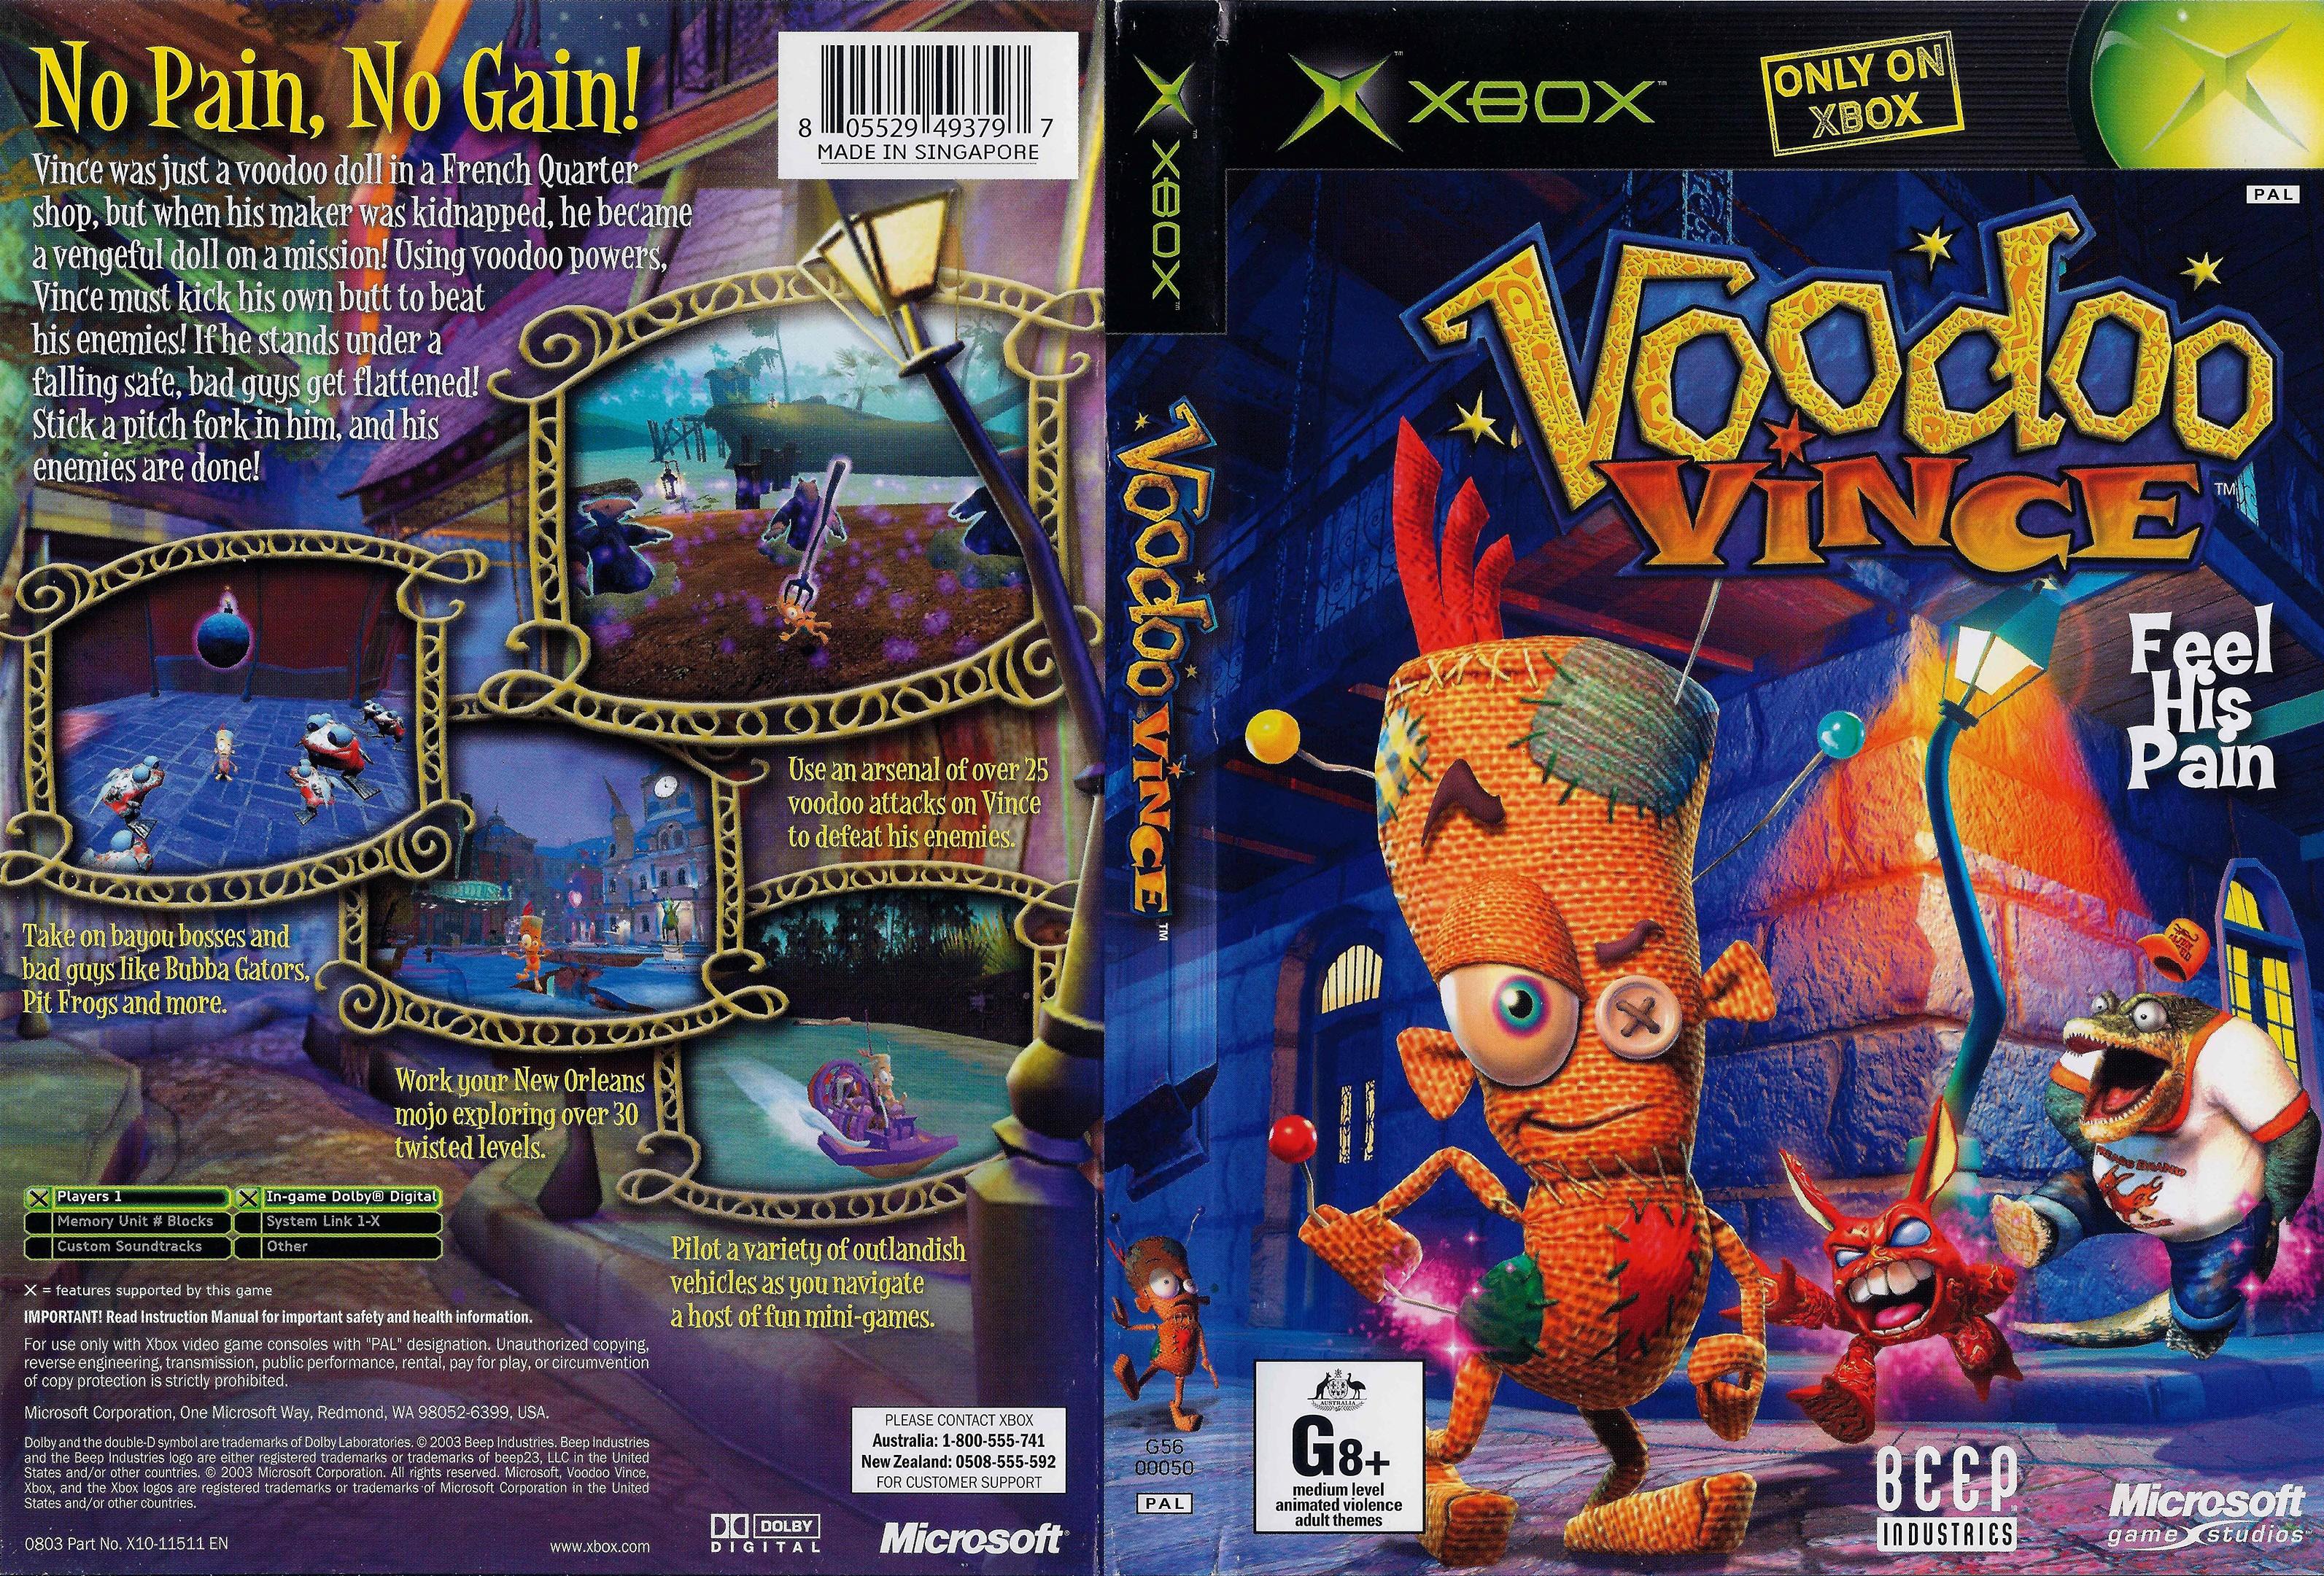 No Pain, No Gain!
Vince was just a voodoo doll in a French Quarter
shop, but when his maker was kidnapped, he became
a vengeful doll on a mission! Using voodoo powers,
Vince must kick his own butt to beat
his enemies! If he stands under a
falling safe, bad guys get flattened!
Stick a pitch fork in him, and his
enemies are done!
8 05529 49379 7
MADE IN SINGAPORE
Use an arsenal of over 25
voodoo attacks on Vince
to defeat his enemies.
Take on bayou bosses and
bad guys like Bubba Gators,
Pit Frogs and more.
Work your New Orleans
mojo exploring over 30
twisted levels.
Pilot a variety of outlandish
vehicles as you navigate
a host of fun mini-games.
X Players 1
X In-game Dolby® Digital
Memory Unit # Blocks
System Link 1-X
Custom Soundtracks
Other
X = features supported by this game
IMPORTANT! Read Instruction Manual for important safety and health information.
For use only with Xbox video game consoles with "PAL" designation. Unauthorized copying,
reverse engineering, transmission, public performance, rental, pay for play, or circumvention
of copy protection is strictly prohibited.
Microsoft Corporation, One Microsoft Way, Redmond, WA 98052-6399, USA.
Dolby and the double-D symbol are trademarks of Dolby Laboratories. © 2003 Beep Industries. Beep Industries
and the Beep Industries logo are either registered trademarks or trademarks of beep23, LLC in the United
States and/or other countries. © 2003 Microsoft Corporation. All rights reserved. Microsoft, Voodoo Vince,
Xbox, and the Xbox logos are registered trademarks or trademarks of Microsoft Corporation in the United
States and/or other countries.
0803 Part No. X10-11511 EN
www.xbox.com
DOLBY
DIGITAL
PLEASE CONTACT XBOX
Australia: 1-800-555-741
New Zealand: 0508-555-592
FOR CUSTOMER SUPPORT
Microsoft®
XBOX™
Voodoo VINCE™
G56
00050
PAL
XBOX™
ONLY ON
XBOX
PAL
Voodoo
VINCE™
Feel
His
Pain
AUSTRALIA
G8+
medium level
animated violence
adult themes
BEEP
INDUSTRIES
Microsoft
game studios™